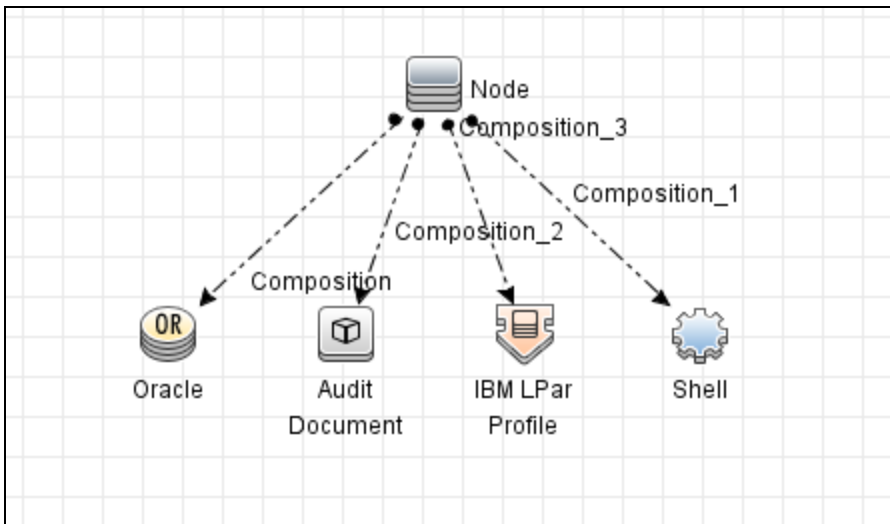 Node
Composition_3
Composition_1
Composition_2
Composition
OR
Oracle
Audit
Document
IBM LPar
Profile
Shell